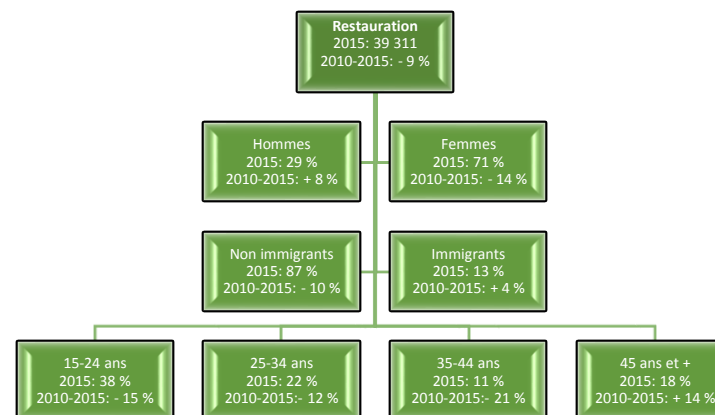 Restauration
2015: 39 311
2010-2015: - 9 %
Hommes
2015: 29 %
2010-2015: + 8 %
Femmes
2015: 71 %
2010-2015: - 14 %
Non immigrants
2015: 87 %
2010-2015: - 10 %
Immigrants
2015: 13 %
2010-2015: + 4 %
15-24 ans
2015: 38 %
2010-2015: - 15 %
25-34 ans
2015: 22 %
2010-2015:- 12 %
35-44 ans
2015: 11 %
2010-2015:- 21 %
45 ans et +
2015: 18 %
2010-2015: + 14 %